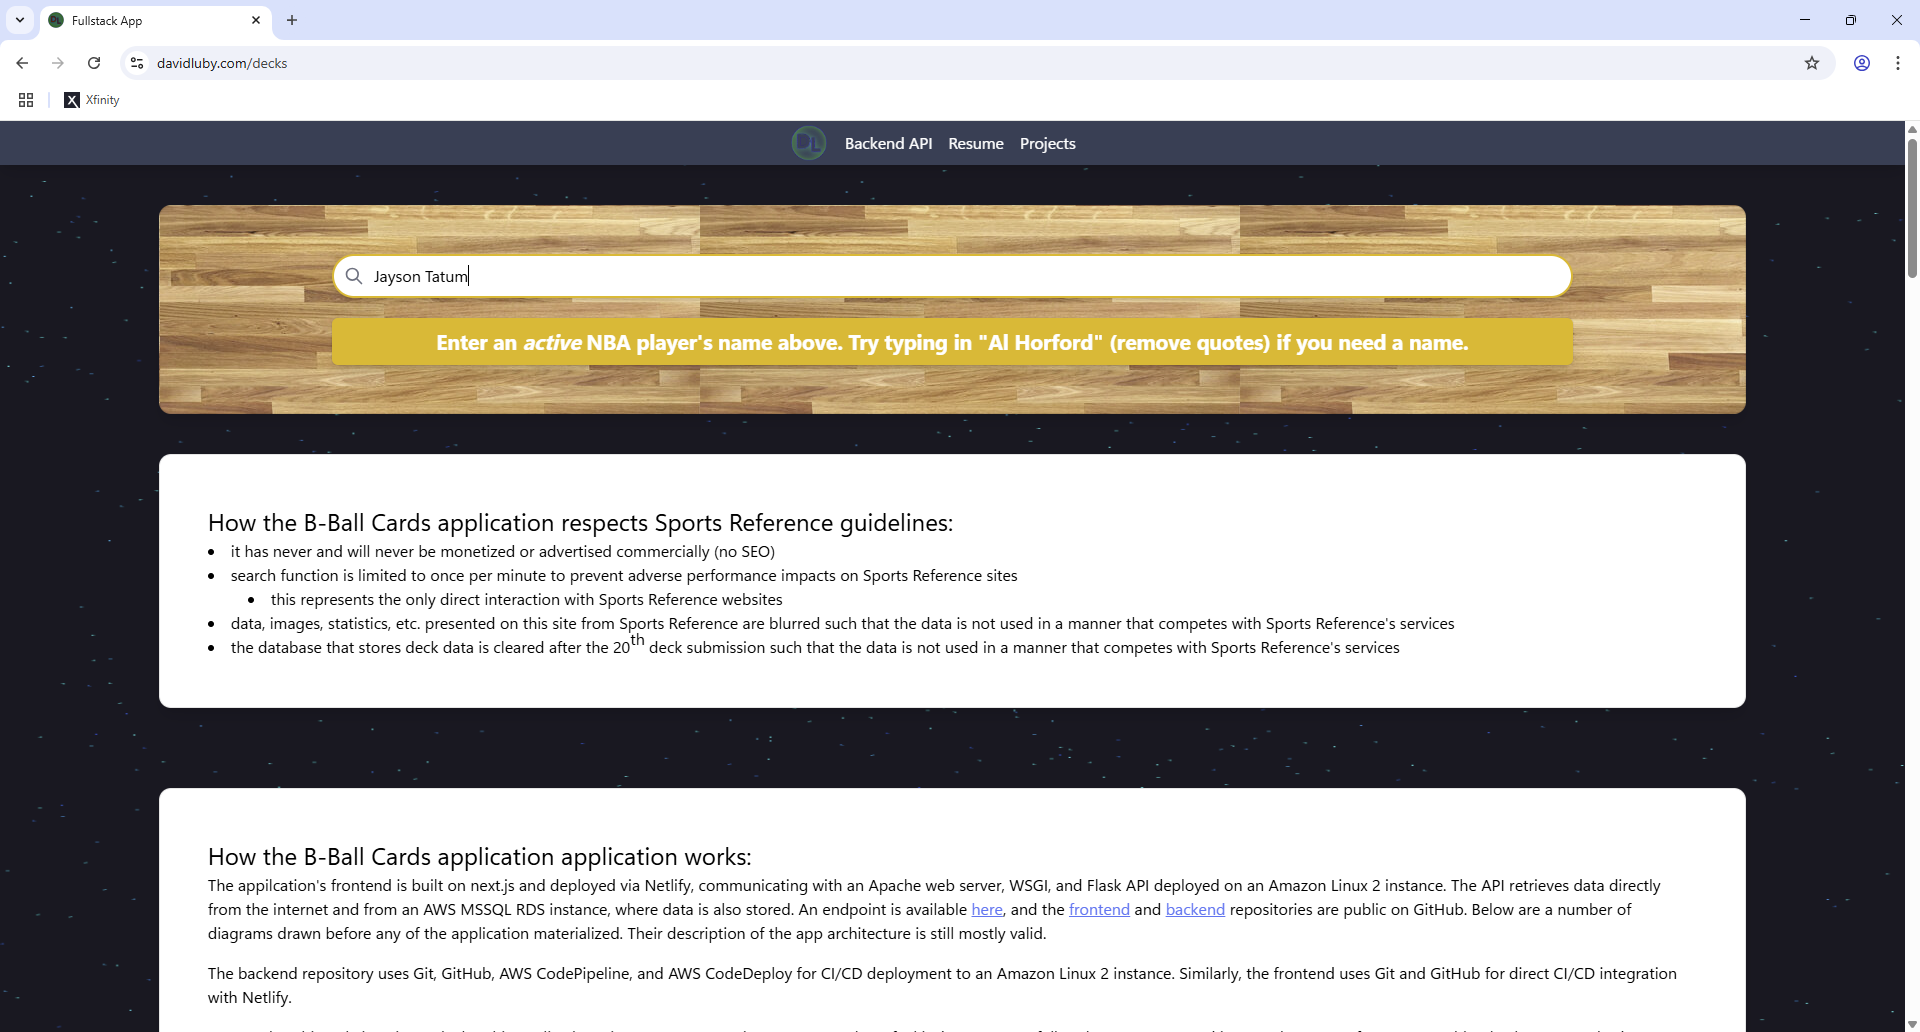 Fullstack App
davidluby.com/decks
Xfinity
DL
Backend API Resume Projects
Jayson Tatum
Enter an active NBA player's name above. Try typing in "Al Horford" (remove quotes) if you need a name.
How the B-Ball Cards application respects Sports Reference guidelines:
it has never and will never be monetized or advertised commercially (no SEO)
search function is limited to once per minute to prevent adverse performance impacts on Sports Reference sites
this represents the only direct interaction with Sports Reference websites
data, images, statistics, etc. presented on this site from Sports Reference are blurred such that the data is not used in a manner that competes with Sports Reference's services
the database that stores deck data is cleared after the 20th deck submission such that the data is not used in a manner that competes with Sports Reference's services
How the B-Ball Cards application application works:
The appilcation's frontend is built on next.js and deployed via Netlify, communicating with an Apache web server, WSGI, and Flask API deployed on an Amazon Linux 2 instance. The API retrieves data directly
from the internet and from an AWS MSSQL RDS instance, where data is also stored. An endpoint is available here, and the frontend and backend repositories are public on GitHub. Below are a number of
diagrams drawn before any of the application materialized. Their description of the app architecture is still mostly valid.
The backend repository uses Git, GitHub, AWS CodePipeline, and AWS CodeDeploy for CI/CD deployment to an Amazon Linux 2 instance. Similarly, the frontend uses Git and GitHub for direct CI/CD integration
with Netlify.